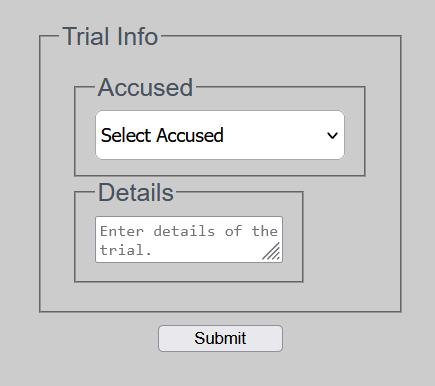 Trial Info
Accused
Select Accused
Details
Enter details of the
trial.
Submit